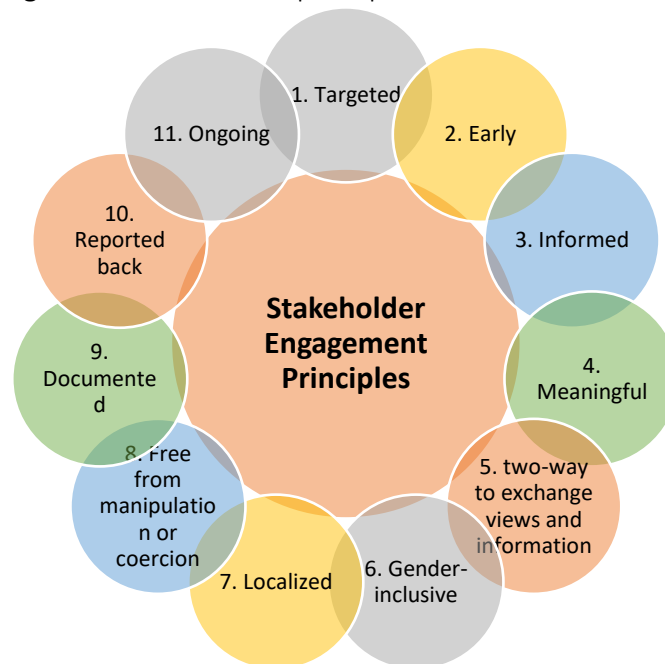 1. Targeted
2. Early
3. Informed
4.
Meaningful
5. two-way
to exchange
views and
information
6. Gender-
inclusive
7. Localized
8. Free
from
manipulatio
n or
coercion
9.
Documente
d
10.
Reported
back
11. Ongoing
Stakeholder
Engagement
Principles